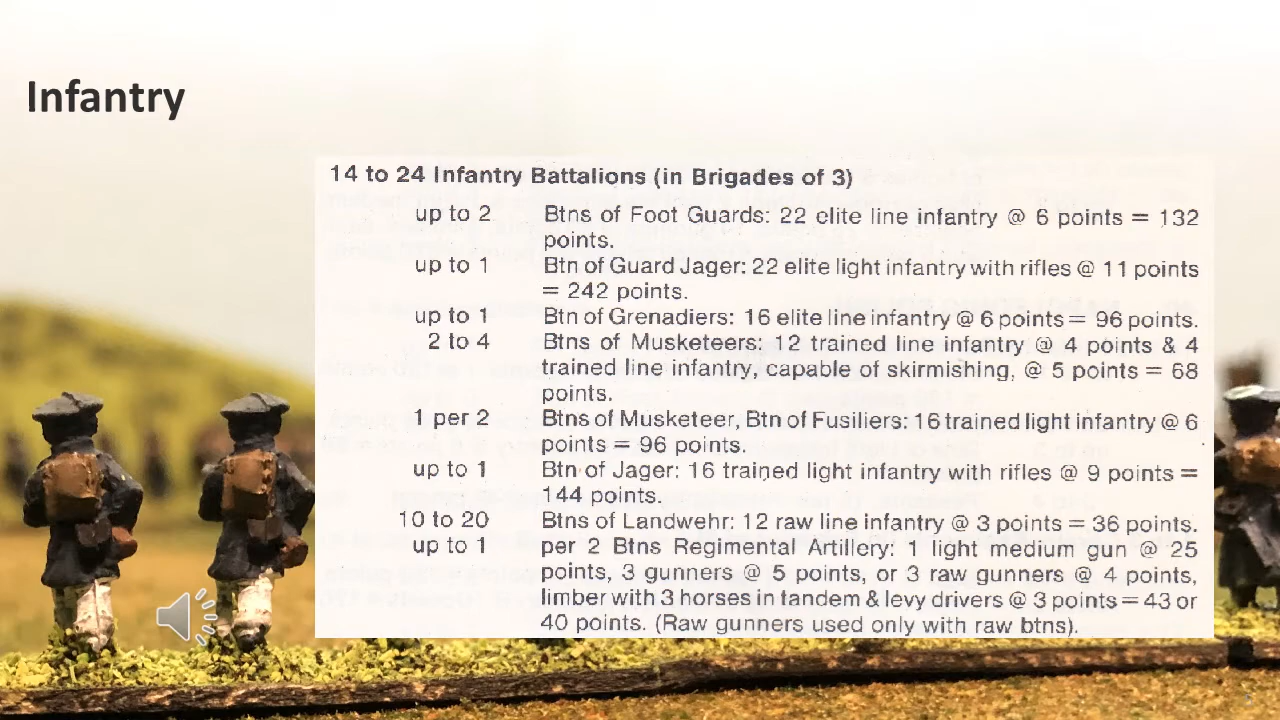 Infantry
14 to 24 Infantry Battalions (in Brigades of 3)
up to 2 Btns of Foot Guards: 22 elite line infantry @ 6 points = 132
points.
up to 1 Btn of Guard Jager: 22 elite light infantry with rifles @ 11 points
= 242 points.
up to 1 Btn of Grenadiers: 16 elite line infantry @ 6 points = 96 points.
2 to 4 Btns of Musketeers: 12 trained line infantry @ 4 points & 4
trained line infantry, capable of skirmishing, @ 5 points = 68
points.
1 per 2 Btns of Musketeer, Btn of Fusiliers: 16 trained light infantry @ 6
points = 96 points.
up to 1 Btn of Jager: 16 trained light infantry with rifles @ 9 points =
144 points.
10 to 20 Btns of Landwehr: 12 raw line infantry @ 3 points = 36 points.
up to 1 per 2 Btns Regimental Artillery: 1 light medium gun @ 25
points, 3 gunners @ 5 points, or 3 raw gunners @ 4 points,
limber with 3 horses in tandem & levy drivers @ 3 points = 43 or
40 points. (Raw gunners used only with raw btns).